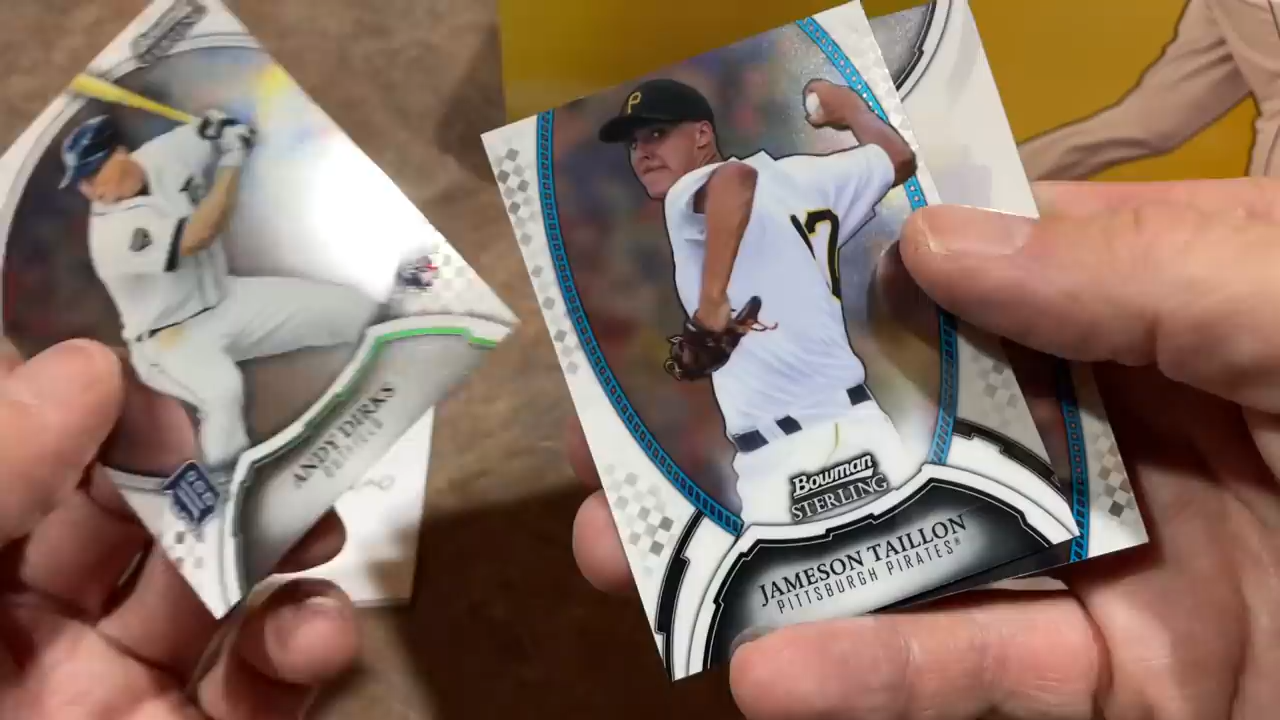 ANDY DIRKS
P
Bowman
STERLING
JAMESON TAILLON
PITTSBURGH PIRATES®